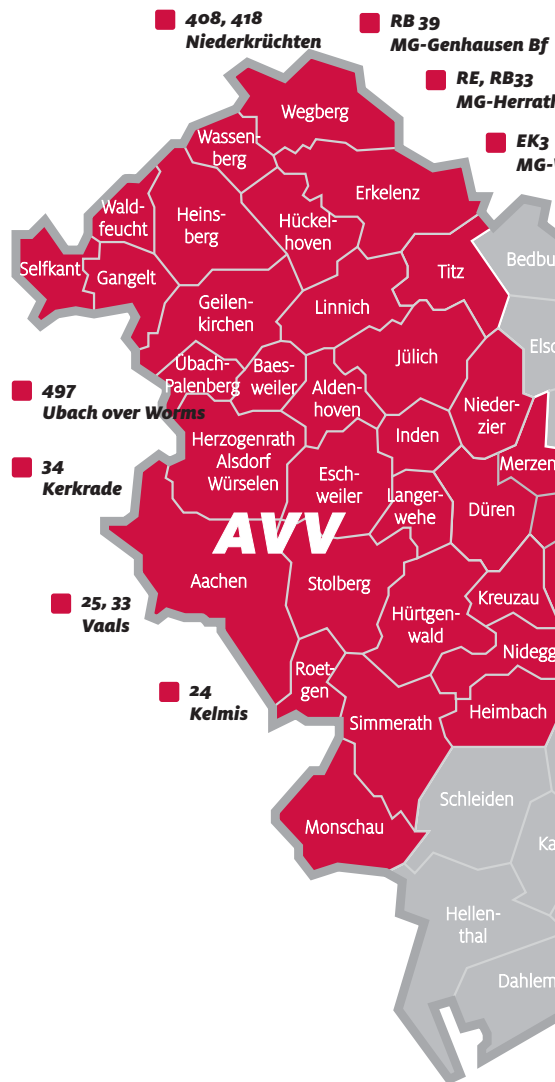 408, 418
Niederkrüchten
RB 39
MG-Genhausen Bf
RE, RB33
MG-Herrath
EK3
MG-
Wegberg
Wassen-
berg
Erkelenz
Wald-
feucht
Heins-
berg
Hückel-
hoven
Selfkant
Gangelt
Titz
Bedbu
Geilen-
kirchen
Linnich
Elsd
Übach-
Palenberg
Baes-
weiler
Jülich
Alden-
hoven
497
Ubach over Worms
Nieder-
zier
Herzogenrath
Alsdorf
Würselen
Inden
34
Kerkrade
Esch-
weiler
Merzen
Langer-
wehe
Düren
AVV
Aachen
Stolberg
25, 33
Vaals
Hürtgen-
wald
Kreuzau
Nidegg
Roet-
gen
24
Kelmis
Simmerath
Heimbach
Schleiden
Monschau
Ka
Hellen-
thal
Dahlem